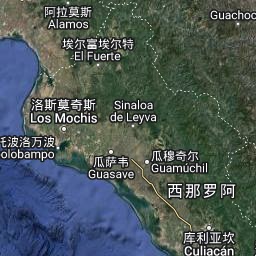 阿拉莫斯
Alamos
Guachoc
埃尔富埃尔特
El Fuerte
洛斯莫奇斯
Los Mochis
Sinaloa
de Leyva
托波洛万波
olobampo
瓜萨韦
Guasave
瓜穆奇尔
Guamúchil
西那罗阿
库利亚坎
Culiacán